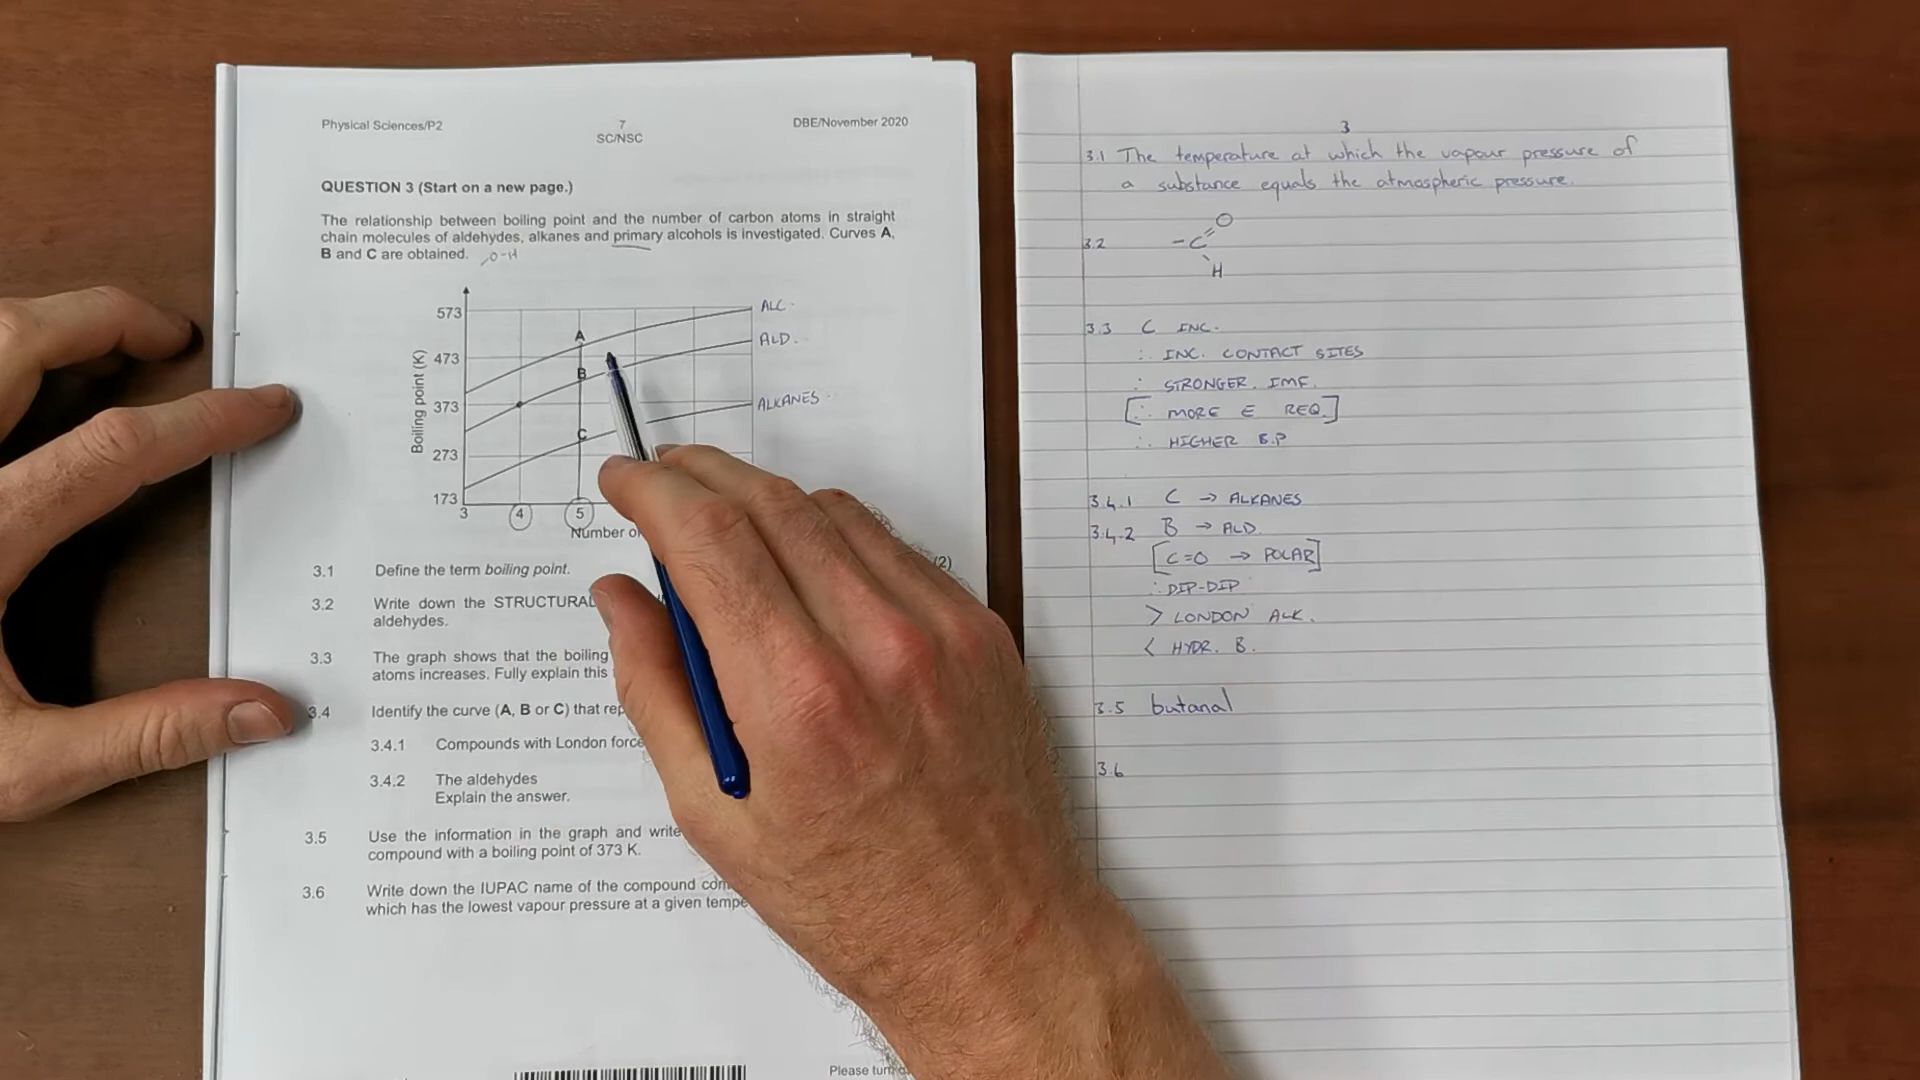 Physical Sciences/P2
7
SC/NSC
DBE/November 2020
QUESTION 3 (Start on a new page.)
The relationship between boiling point and the number of carbon atoms in straight
chain molecules of aldehydes, alkanes and primary alcohols is investigated. Curves A,
B and C are obtained.
O-H
573
473
373
273
173
Boiling point (K)
A
B
C
ALC.
ALD.
ALKANES
3
4
5
Number
3.1 Define the term boiling point.
(2)
3.2 Write down the STRUCTURAL
aldehydes.
3.3 The graph shows that the boiling
atoms increases. Fully explain this
3.4 Identify the curve (A, B or C) that
3.4.1 Compounds with London
3.4.2 The aldehydes
Explain the answer.
3.5 Use the information in the graph and write
compound with a boiling point of 373 K.
3.6 Write down the IUPAC name of the compound
which has the lowest vapour pressure at a given
Please turn
3
3.1 The temperature at which the vapour pressure of
a substance equals the atmospheric pressure.
3.2 -C=O
H
3.3 C INC.
∴ INC. CONTACT SITES
∴ STRONGER IMF.
[∴ MORE E REQ.]
∴ HIGHER B.P
3.4.1 C → ALKANES
3.4.2 B → ALD.
[C=O → POLAR]
∴ DIP-DIP
> LONDON ALK.
< HYDR. B.
3.5 butanal
3.6